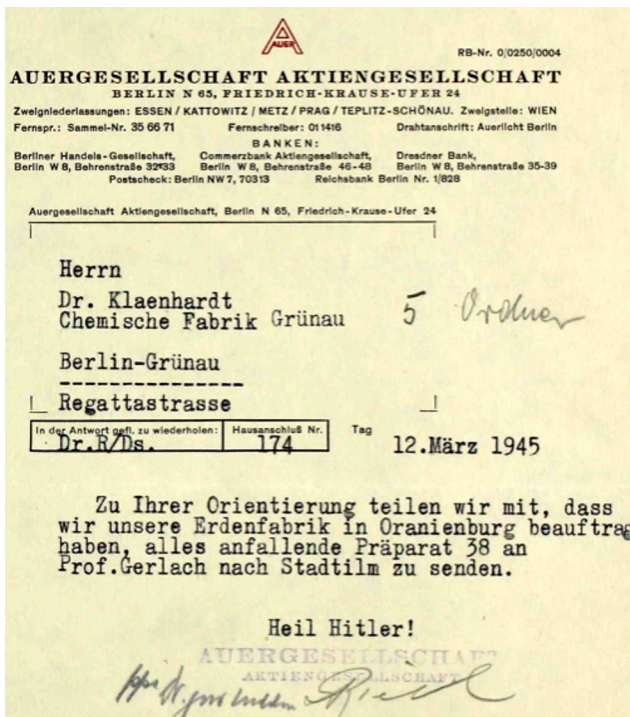 AUER
RB-Nr. 0/0250/0004
AUERGESELLSCHAFT AKTIENGESELLSCHAFT
BERLIN N 65, FRIEDRICH-KRAUSE-UFER 24
Zweigniederlassungen: ESSEN / KATTOWITZ / METZ / PRAG / TEPLITZ-SCHÖNAU. Zweigstelle: WIEN
Fernspr.: Sammel-Nr. 35 66 71 Fernschreiber: 011416 Drahtanschrift: Auerlicht Berlin
BANKEN:
Berliner Handels-Gesellschaft, Commerzbank Aktiengesellschaft, Dresdner Bank,
Berlin W 8, Behrenstraße 32-33 Berlin W 8, Behrenstraße 46-48 Berlin W 8, Behrenstraße 35-39
Postscheck: Berlin NW 7, 70313 Reichsbank Berlin Nr. 1/828
Auergesellschaft Aktiengesellschaft, Berlin N 65, Friedrich-Krause-Ufer 24
Herrn
Dr. Klaenhardt
Chemische Fabrik Grünau
5 Ordner
Berlin-Grünau
Regattastrasse
In der Antwort gefl. zu wiederholen: Hausanschluß Nr. Tag
Dr.R/Ds. 174 12.März 1945
Zu Ihrer Orientierung teilen wir mit, dass
wir unsere Erdenfabrik in Oranienburg beauftrag
haben, alles anfallende Präparat 38 an
Prof.Gerlach nach Stadtilm zu senden.
Heil Hitler!
AUERGESELLSCHAFT
AKTIENGESELLSCHAFT